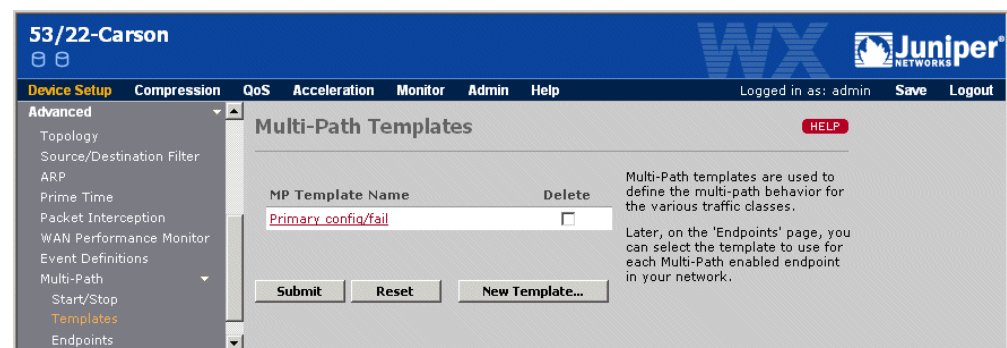 53/22-Carson
WX
Juniper
NETWORKS
Device Setup Compression QoS Acceleration Monitor Admin Help Logged in as: admin Save Logout
Advanced
Topology
Source/Destination Filter
ARP
Prime Time
Packet Interception
WAN Performance Monitor
Event Definitions
Multi-Path
Start/Stop
Templates
Endpoints
Multi-Path Templates
HELP
MP Template Name Delete
Primary config/fail
Submit Reset New Template...
Multi-Path templates are used to
define the multi-path behavior for
the various traffic classes.
Later, on the 'Endpoints' page, you
can select the template to use for
each Multi-Path enabled endpoint
in your network.